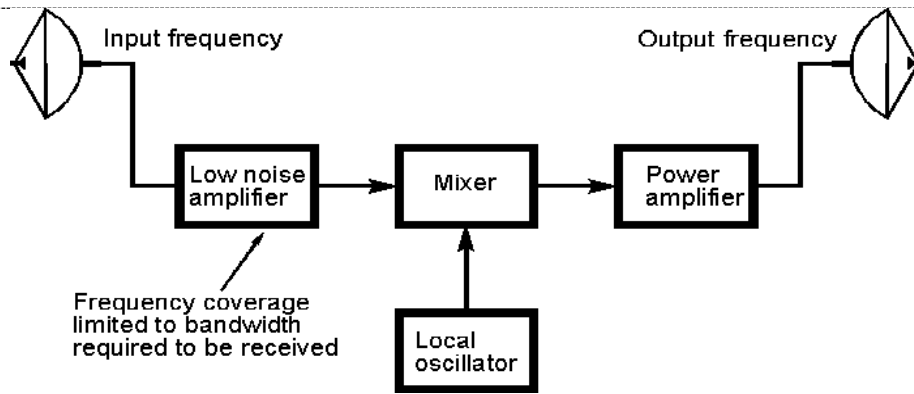 Input frequency
Output frequency
Low noise
amplifier
Mixer
Power
amplifier
Frequency coverage
limited to bandwidth
required to be received
Local
oscillator